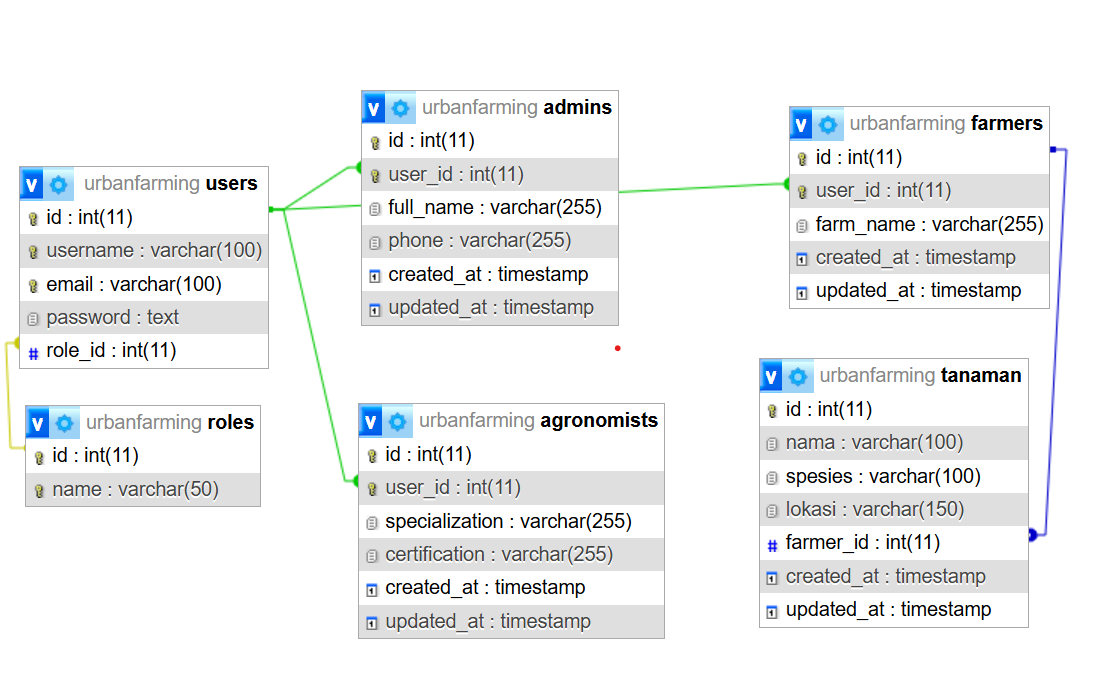 urbanfarming users
id : int(11)
username : varchar(100)
email : varchar(100)
password : text
# role_id : int(11)
urbanfarming roles
id : int(11)
name : varchar(50)
urbanfarming admins
id : int(11)
user_id : int(11)
full_name : varchar(255)
phone : varchar(255)
created_at : timestamp
updated_at : timestamp
urbanfarming agronomists
id : int(11)
user_id : int(11)
specialization : varchar(255)
certification : varchar(255)
created_at : timestamp
updated_at : timestamp
urbanfarming farmers
id : int(11)
user_id : int(11)
farm_name : varchar(255)
created_at : timestamp
updated_at : timestamp
urbanfarming tanaman
id : int(11)
nama : varchar(100)
spesies : varchar(100)
lokasi : varchar(150)
# farmer_id : int(11)
created_at : timestamp
updated_at : timestamp